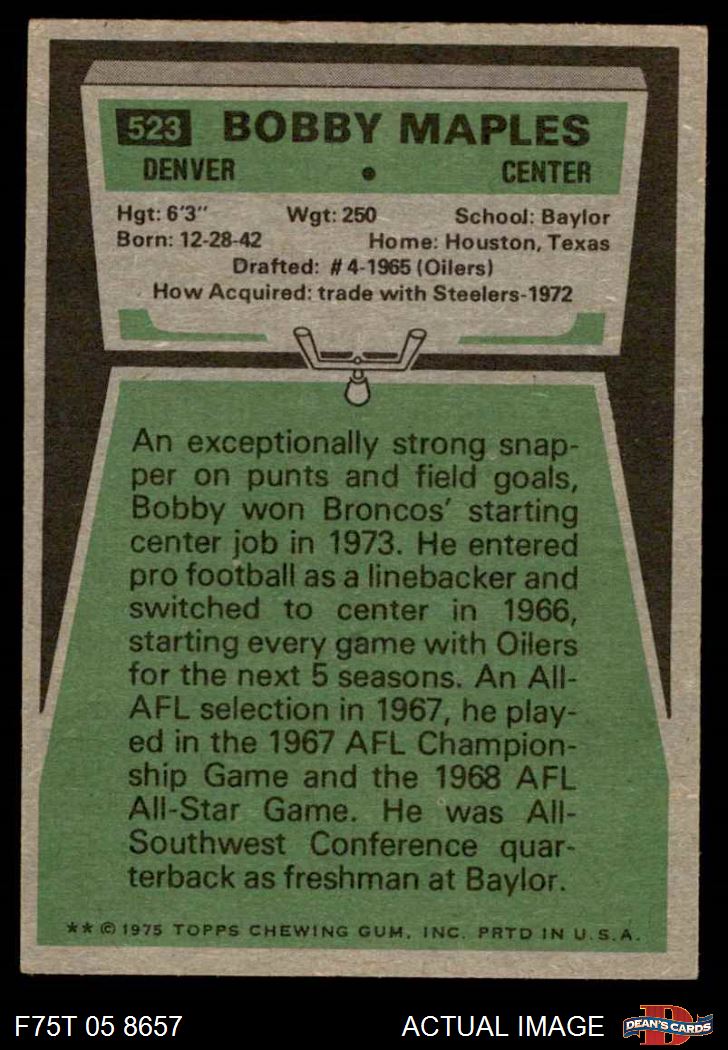 523 BOBBY MAPLES
DENVER • CENTER
Hgt: 6'3" Wgt: 250 School: Baylor
Born: 12-28-42 Home: Houston, Texas
Drafted: #4-1965 (Oilers)
How Acquired: trade with Steelers-1972
An exceptionally strong snap-
per on punts and field goals,
Bobby won Broncos' starting
center job in 1973. He entered
pro football as a linebacker and
switched to center in 1966,
starting every game with Oilers
for the next 5 seasons. An All-
AFL selection in 1967, he play-
ed in the 1967 AFL Champion-
ship Game and the 1968 AFL
All-Star Game. He was All-
Southwest Conference quar-
terback as freshman at Baylor.
** © 1975 TOPPS CHEWING GUM, INC. PRTD IN U.S.A.
F75T 05 8657 ACTUAL IMAGE D DEAN'S CARDS